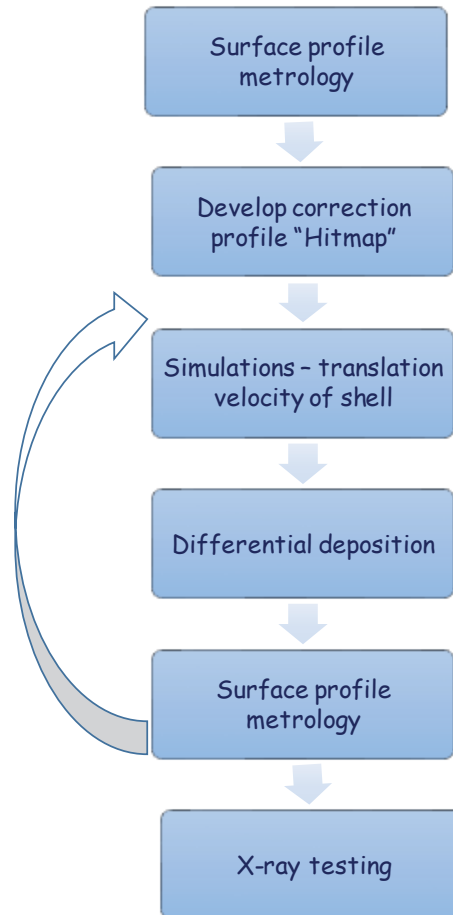 Surface profile
metrology
Develop correction
profile “Hitmap”
Simulations – translation
velocity of shell
Differential deposition
Surface profile
metrology
X-ray testing